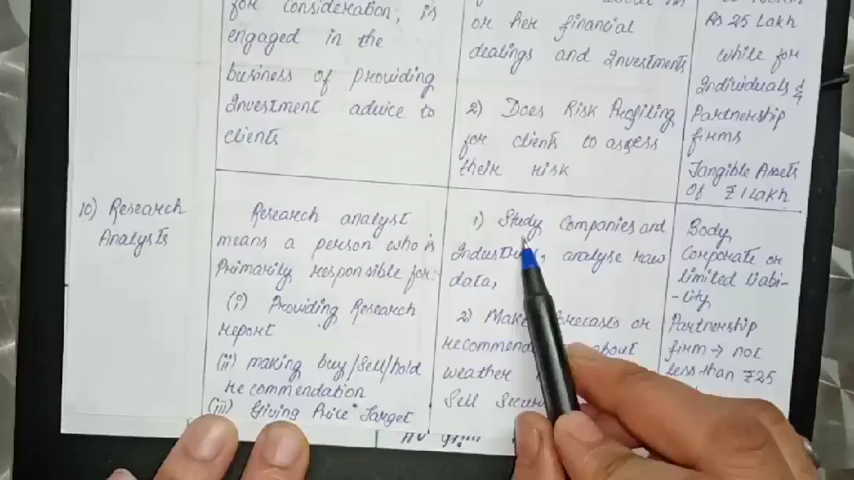 for consideration, is
engaged in the
business of providing
Investment advice to
clients
or her financial
dealings and Investments
2) Does Risk Profiling
for clients to assess
their risk
₹ 25 Lakh
while for
Individuals &
Partnership
firms
Tangible Assets
of ₹ 1 Lakh
10) Research
Analysts
Research analyst
means a person who is
Primarily responsible for:
(i) Providing Research
report
(ii) making buy/sell/hold
recommendation
(iii) Giving Price Target
1) Study Companies and
analyse raw
data,
2) Make forecasts or
about
weather
Sell
Body
Corporate or
limited liabi-
-lity
Partnership
firm → not
less than ₹25